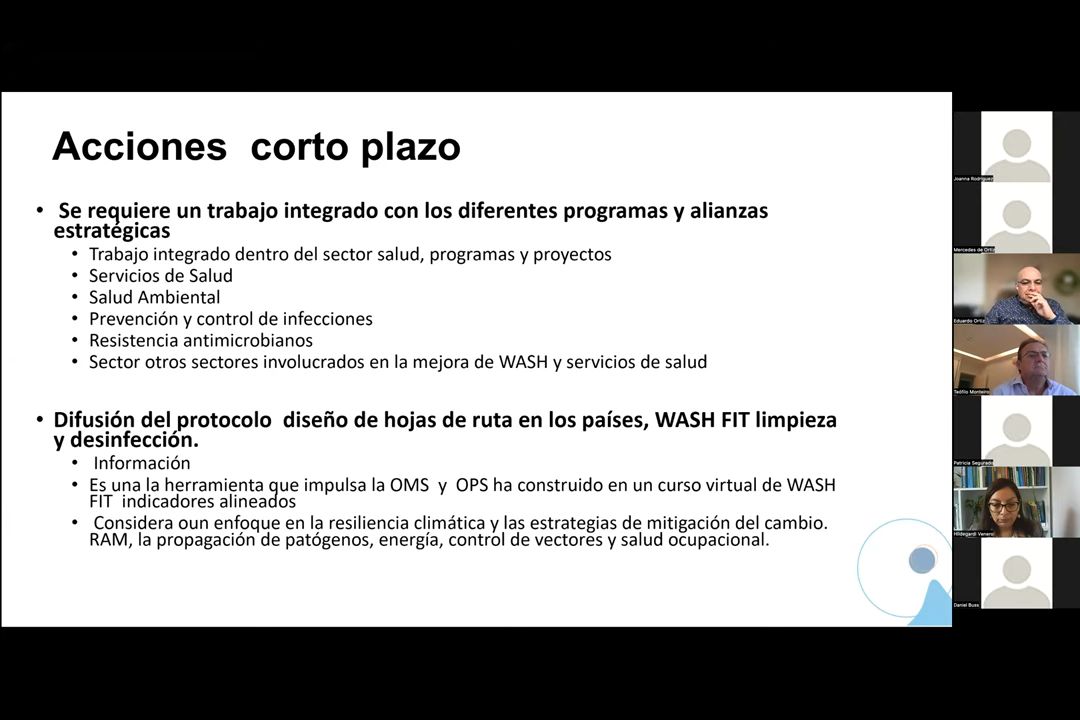 Acciones corto plazo
• Se requiere un trabajo integrado con los diferentes programas y alianzas
estratégicas
• Trabajo integrado dentro del sector salud, programas y proyectos
• Servicios de Salud
• Salud Ambiental
• Prevención y control de infecciones
• Resistencia antimicrobianos
• Sector otros sectores involucrados en la mejora de WASH y servicios de salud
• Difusión del protocolo diseño de hojas de ruta en los países, WASH FIT limpieza
y desinfección.
• Información
• Es una la herramienta que impulsa la OMS y OPS ha construido en un curso virtual de WASH
FIT indicadores alineados
• Considera oun enfoque en la resiliencia climática y las estrategias de mitigación del cambio.
RAM, la propagación de patógenos, energía, control de vectores y salud ocupacional.
Joanna Rodriguez
Mercedes de Ortiz
Eduardo Ortiz
Teófilo Monteiro
Patricia Segurado
Hildegardi Venero
Daniel Buss